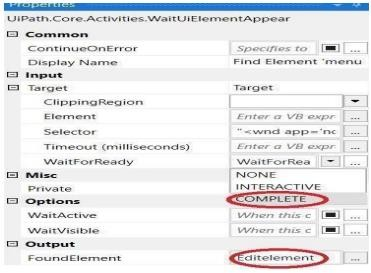 Properties
UiPath.Core.Activities.WaitUiElementAppear
Common
ContinueOnError Specifies to ...
Display Name Find Element 'menu
Input
Target Target
ClippingRegion
Element Enter a VB expr ...
Selector "<wnd app='nc ...
Timeout (milliseconds) Enter a VB expr ...
WaitForReady WaitForRea ...
Misc NONE
Private INTERACTIVE
Options COMPLETE
WaitActive When this c ...
WaitVisible When this c ...
Output
FoundElement Editelement ...